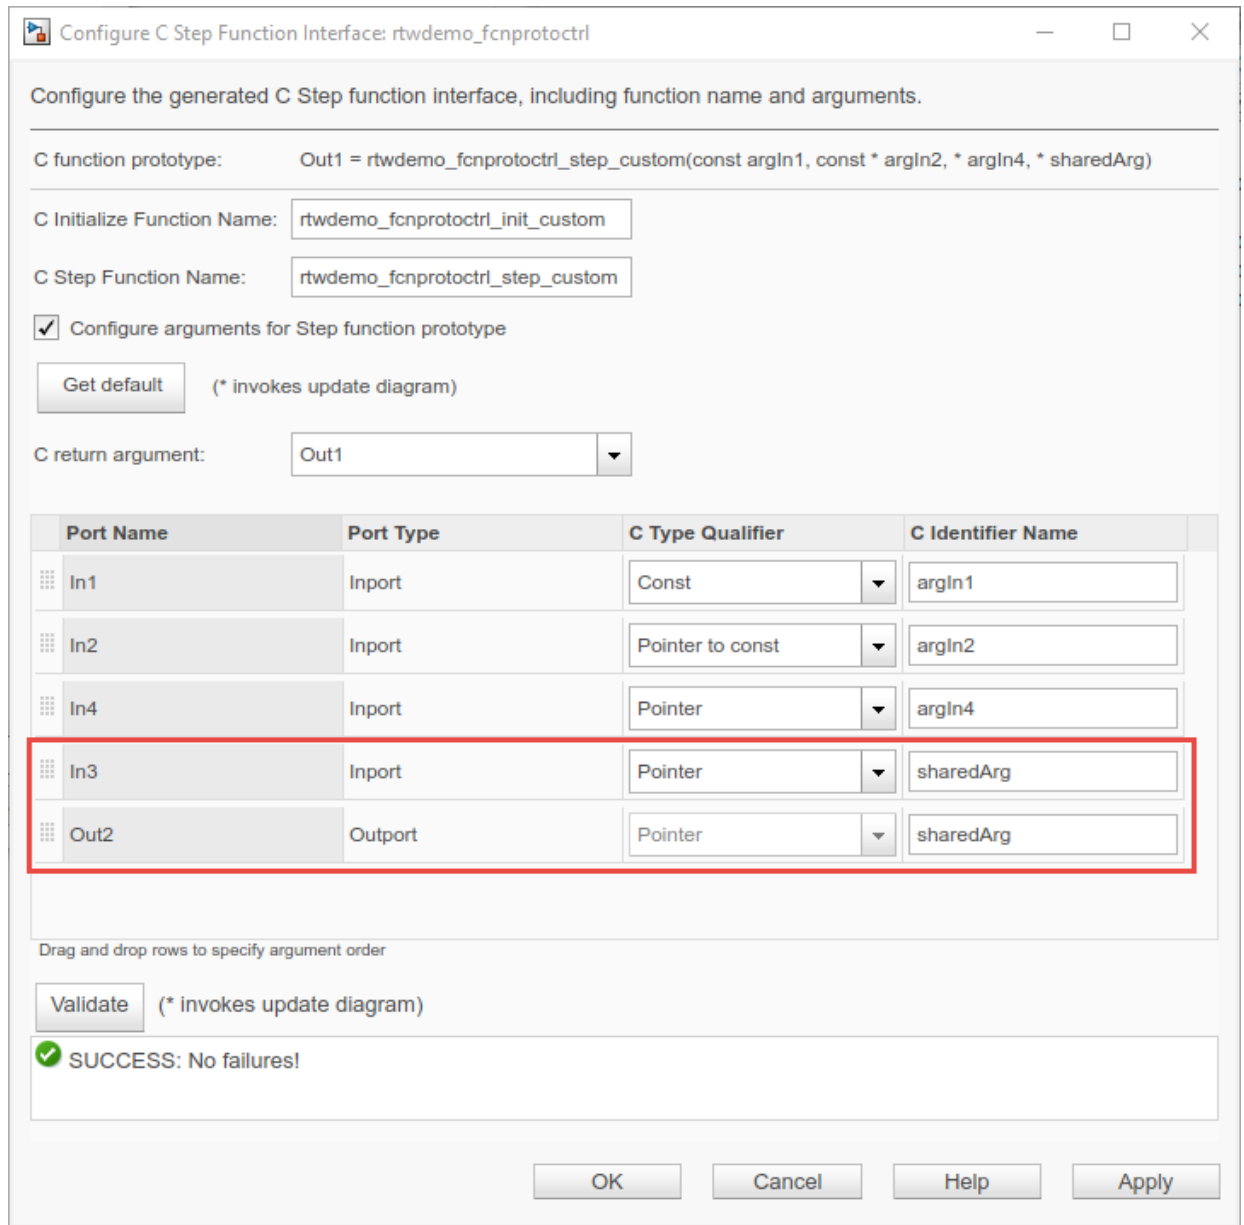 Configure C Step Function Interface: rtwdemo_fcnprotoctrl
Configure the generated C Step function interface, including function name and arguments.
C function prototype: Out1 = rtwdemo_fcnprotoctrl_step_custom(const argIn1, const * argIn2, * argIn4, * sharedArg)
C Initialize Function Name: rtwdemo_fcnprotoctrl_init_custom
C Step Function Name: rtwdemo_fcnprotoctrl_step_custom
Configure arguments for Step function prototype
Get default (* invokes update diagram)
C return argument: Out1
Port Name Port Type C Type Qualifier C Identifier Name
In1 Inport Const argIn1
In2 Inport Pointer to const argIn2
In4 Inport Pointer argIn4
In3 Inport Pointer sharedArg
Out2 Outport Pointer sharedArg
Drag and drop rows to specify argument order
Validate (* invokes update diagram)
SUCCESS: No failures!
OK Cancel Help Apply